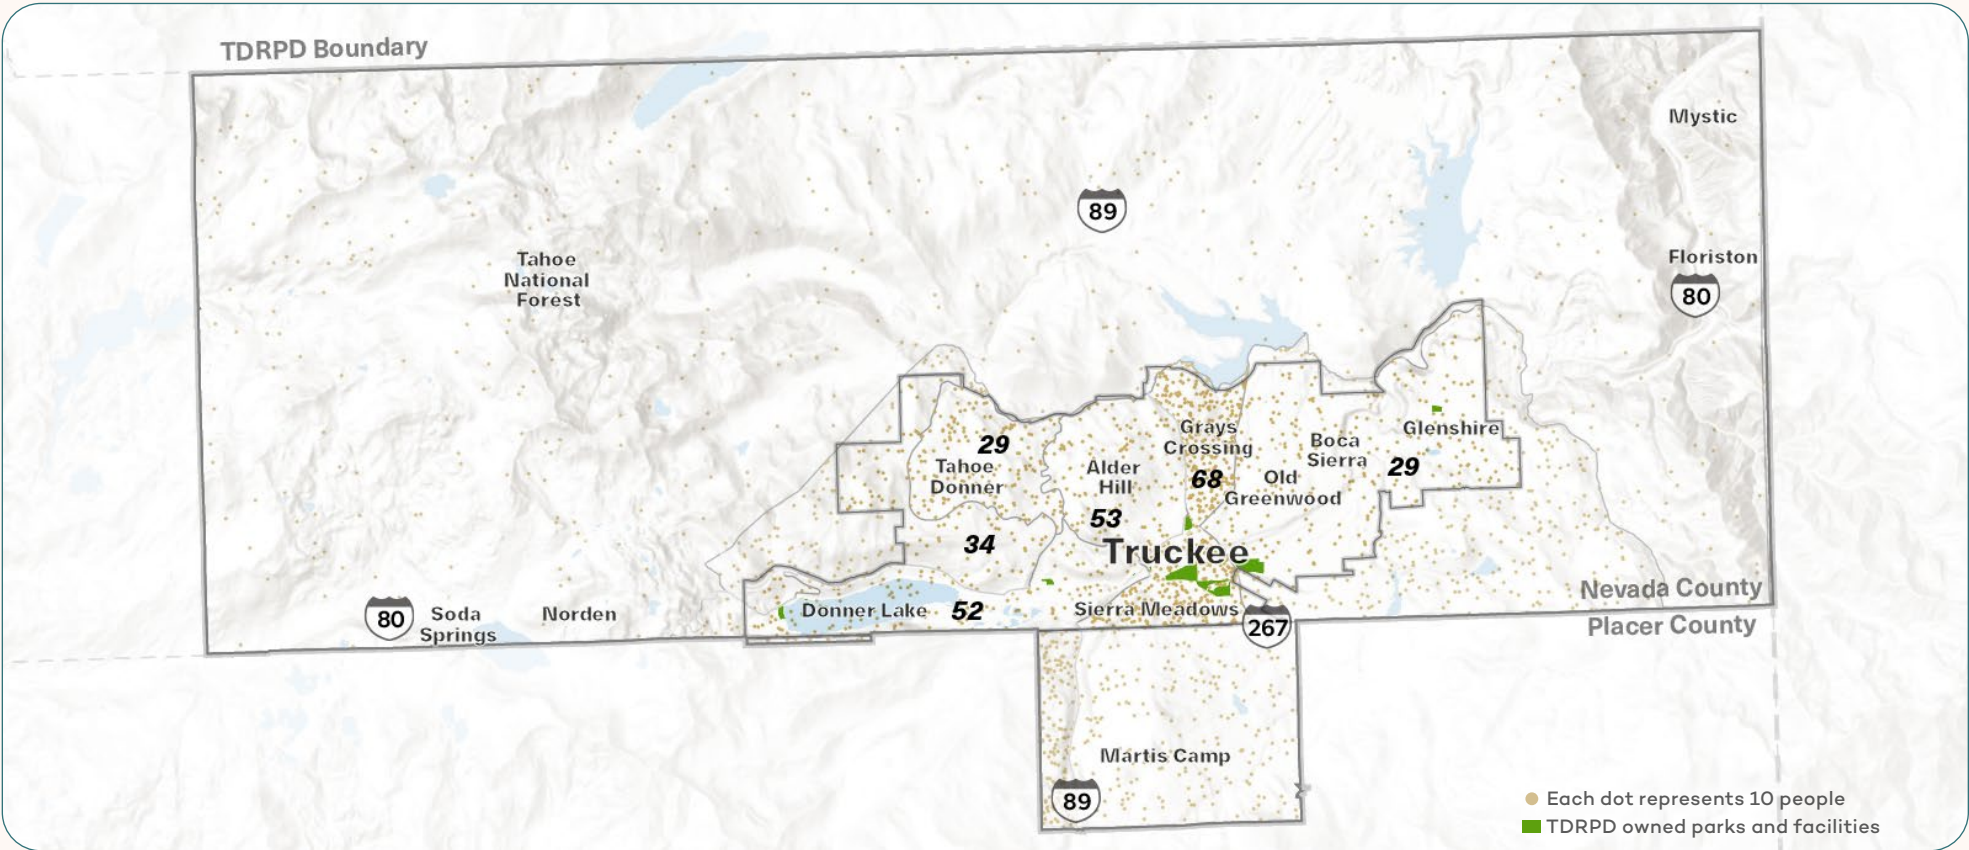 TDRPD Boundary
Mystic
89
Tahoe
National
Forest
Floriston
80
Grays
Crossing
Glenshire
29
Tahoe
Donner
Alder
Hill
68
Boca
Sierra
29
Old
Greenwood
53
34
Truckee
80
Soda
Springs
Norden
Donner Lake
52
Sierra Meadows
267
Nevada County
Placer County
Martis Camp
89
Each dot represents 10 people
TDRPD owned parks and facilities